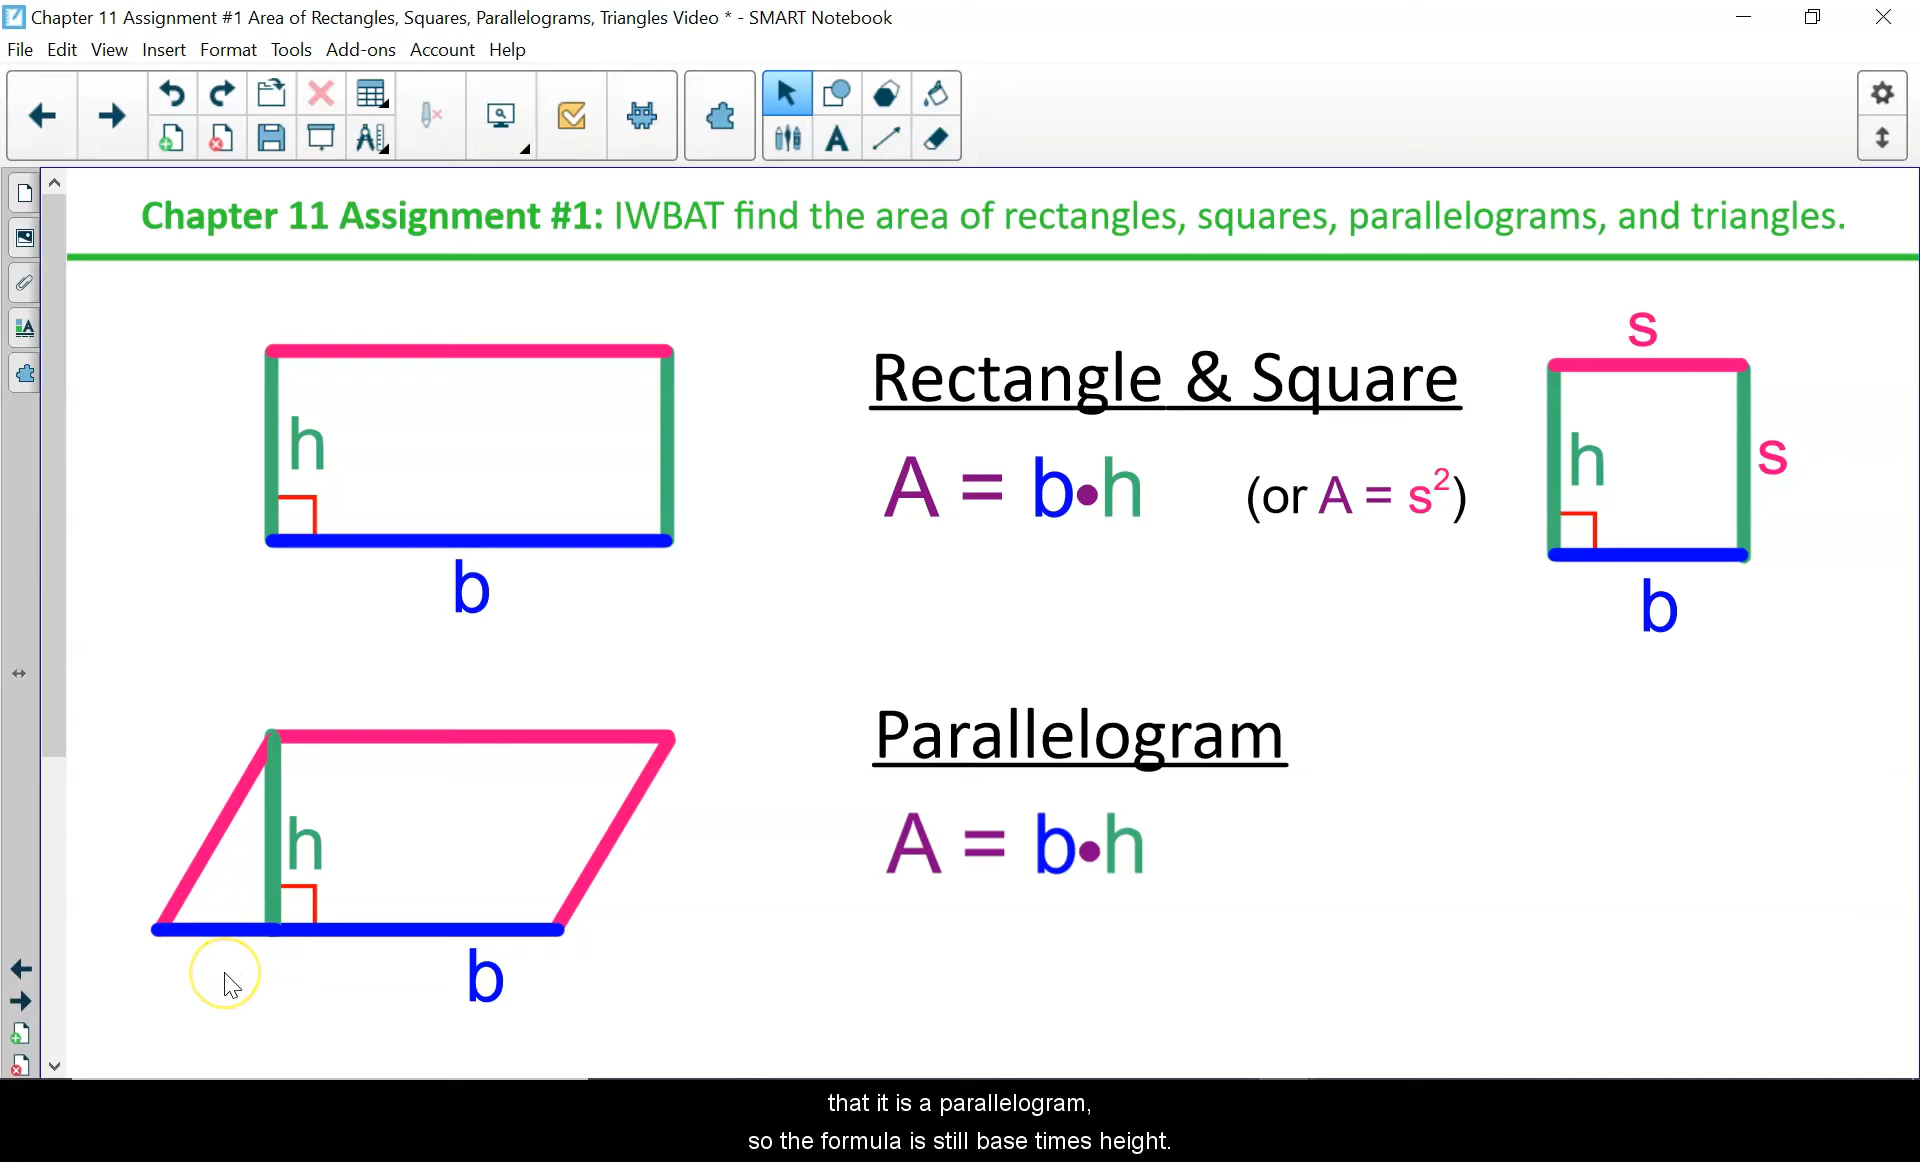 Chapter 11 Assignment #1 Area of Rectangles, Squares, Parallelograms, Triangles Video * - SMART Notebook
File Edit View Insert Format Tools Add-ons Account Help
Chapter 11 Assignment #1: IWBAT find the area of rectangles, squares, parallelograms, and triangles.
s
Rectangle & Square
h
h
s
A = b•h (or A = s²)
b
b
Parallelogram
h
A = b•h
b
that it is a parallelogram,
so the formula is still base times height.